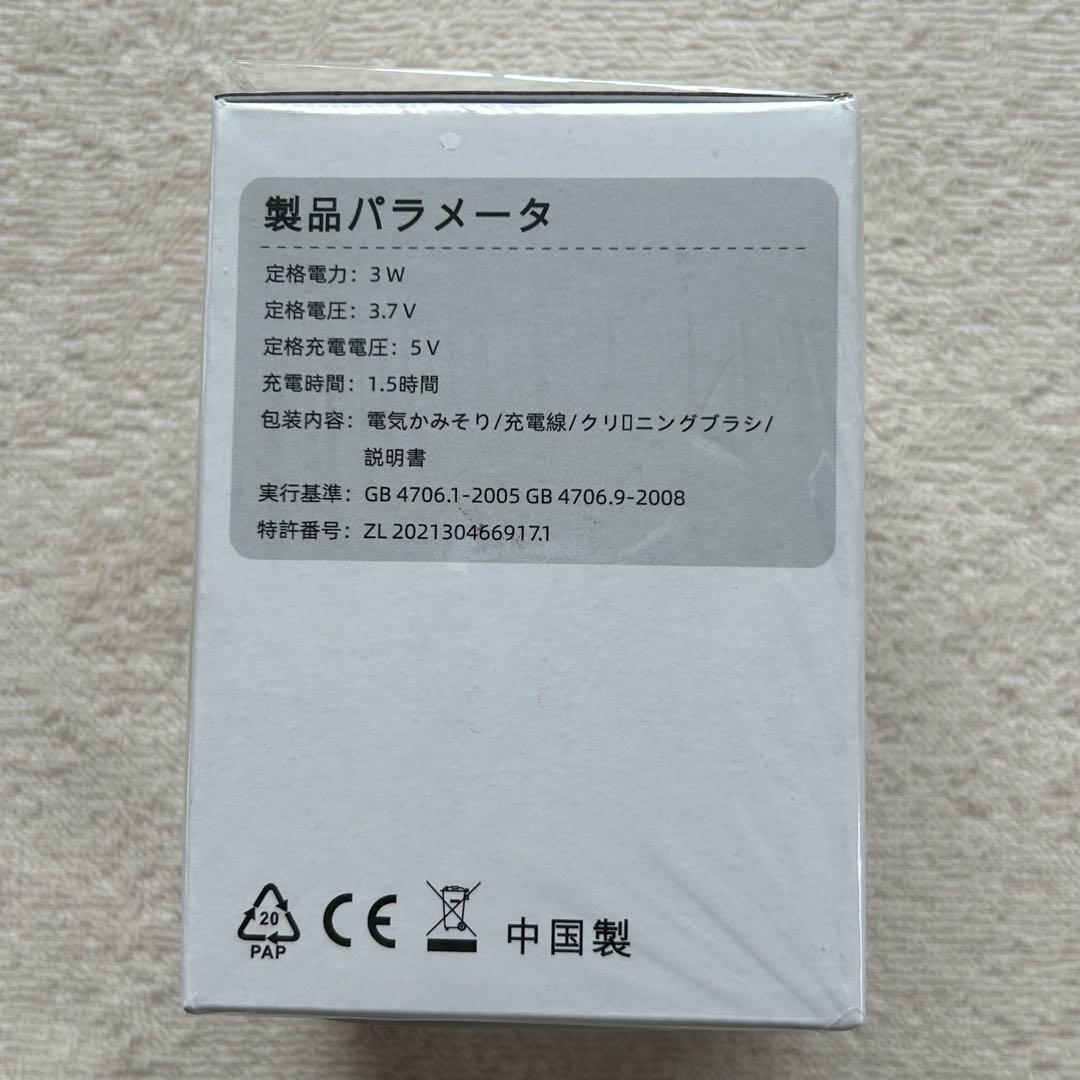 製品パラメータ
定格電力: 3W
定格電圧: 3.7V
定格充電電圧: 5V
充電時間: 1.5時間
包装内容: 電気かみそり/充電線/クリ▯ニングブラシ/
説明書
実行基準: GB 4706.1-2005 GB 4706.9-2008
特許番号: ZL 202130466917.1
20
PAP
CE
中国製